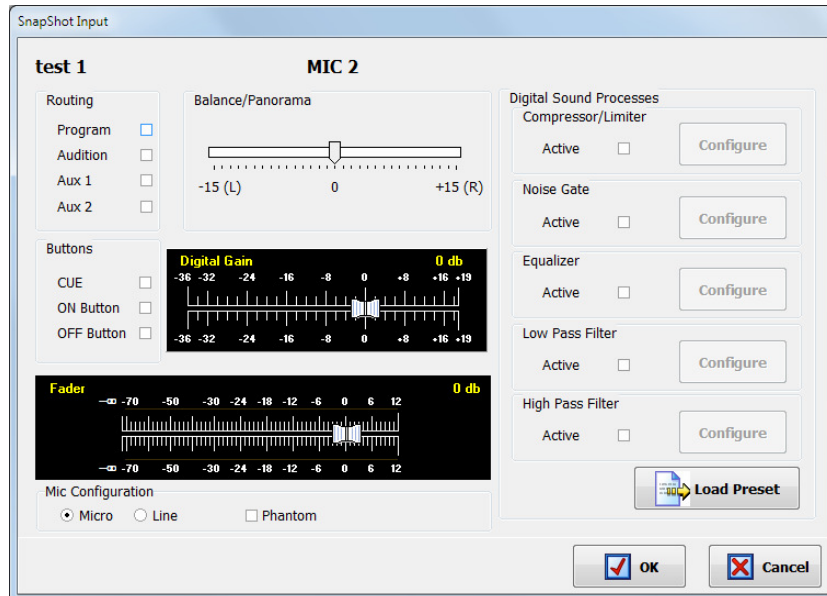 SnapShot Input
test 1
MIC 2
Routing
Program
Audition
Aux 1
Aux 2
Balance/Panorama
-15 (L) 0 +15 (R)
Buttons
CUE
ON Button
OFF Button
Digital Gain 0 db
-36 -32 -24 -16 -8 0 +8 +16 +19
-36 -32 -24 -16 -8 0 +8 +16 +19
Fader 0 db
-∞ -70 -50 -30 -24 -18 -12 -6 0 6 12
-∞ -70 -50 -30 -24 -18 -12 -6 0 6 12
Mic Configuration
Micro Line Phantom
Digital Sound Processes
Compressor/Limiter
Active Configure
Noise Gate
Active Configure
Equalizer
Active Configure
Low Pass Filter
Active Configure
High Pass Filter
Active Configure
Load Preset
OK Cancel